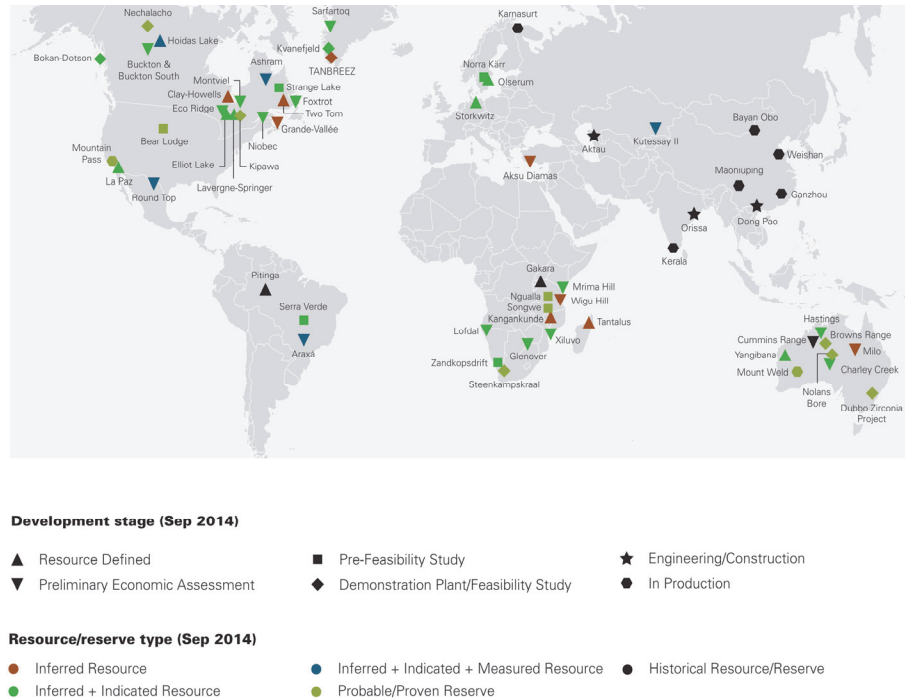 Nechalacho
Sarfartoq
Karnasurt
Hoidas Lake
Kvanefjeld
Bokan-Dotson
Buckton &
Buckton South
Ashram
TANBREEZ
Norra Kärr
Montviel
Strange Lake
Olserum
Clay-Howells
Foxtrot
Eco Ridge
Two Tom
Storkwitz
Bayan Obo
Grande-Vallée
Bear Lodge
Niobec
Aktau
Kutessay II
Mountain
Pass
Weishan
Elliot Lake
Kipawa
Maoniuping
La Paz
Lavergne-Springer
Aksu Diamas
Round Top
Ganzhou
Dong Pao
Orissa
Kerala
Gakara
Pitinga
Mrima Hill
Ngualla
Wigu Hill
Serra Verde
Songwe
Kangankunde
Tantalus
Hastings
Lofdal
Browns Range
Xiluvo
Cummins Range
Araxá
Glenover
Yangibana
Milo
Zandkopsdrift
Mount Weld
Charley Creek
Steenkampskraal
Nolans
Bore
Dubbo Zirconia
Project
Development stage (Sep 2014)
Resource Defined
Pre-Feasibility Study
Engineering/Construction
Preliminary Economic Assessment
Demonstration Plant/Feasibility Study
In Production
Resource/reserve type (Sep 2014)
Inferred Resource
Inferred + Indicated + Measured Resource
Historical Resource/Reserve
Inferred + Indicated Resource
Probable/Proven Reserve